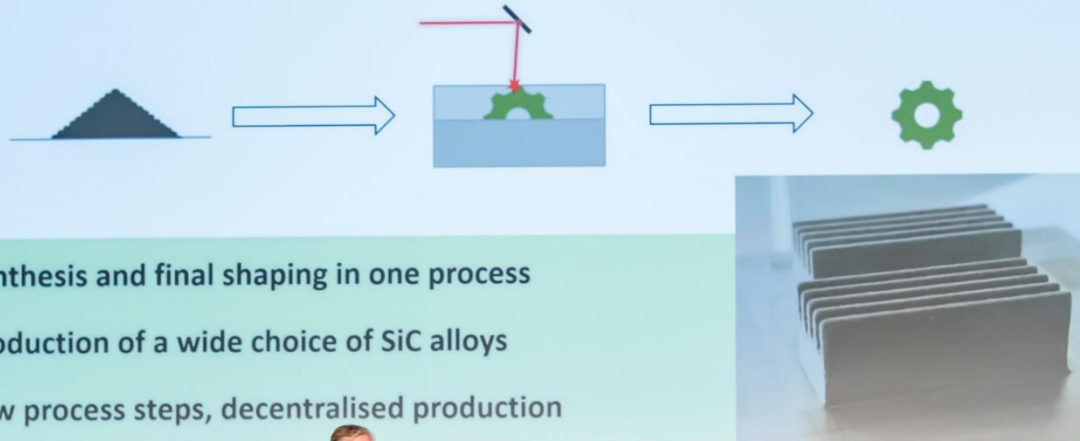 nthesis and final shaping in one process
oduction of a wide choice of SiC alloys
w process steps, decentralised production